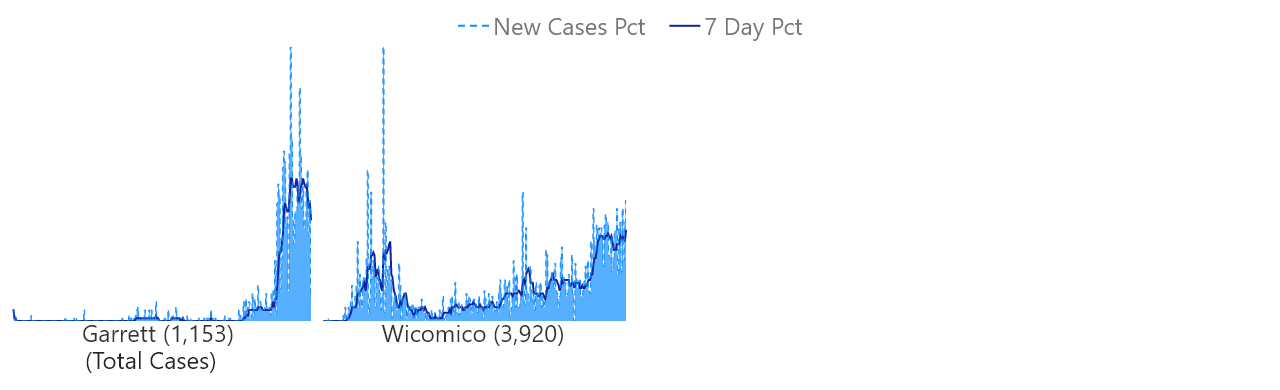 New Cases Pct 7 Day Pct
Garrett (1,153) Wicomico (3,920)
(Total Cases)